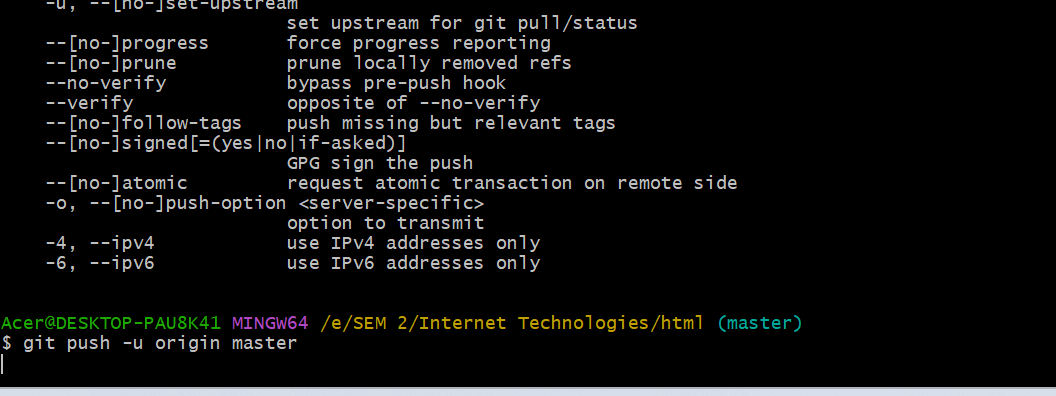 -u, --[no-]set-upstream
set upstream for git pull/status
--[no-]progress force progress reporting
--[no-]prune prune locally removed refs
--no-verify bypass pre-push hook
--verify opposite of --no-verify
--[no-]follow-tags push missing but relevant tags
--[no-]signed[=(yes|no|if-asked)]
GPG sign the push
--[no-]atomic request atomic transaction on remote side
-o, --[no-]push-option <server-specific>
option to transmit
-4, --ipv4 use IPv4 addresses only
-6, --ipv6 use IPv6 addresses only
Acer@DESKTOP-PAU8K41 MINGW64 /e/SEM 2/Internet Technologies/html (master)
$ git push -u origin master